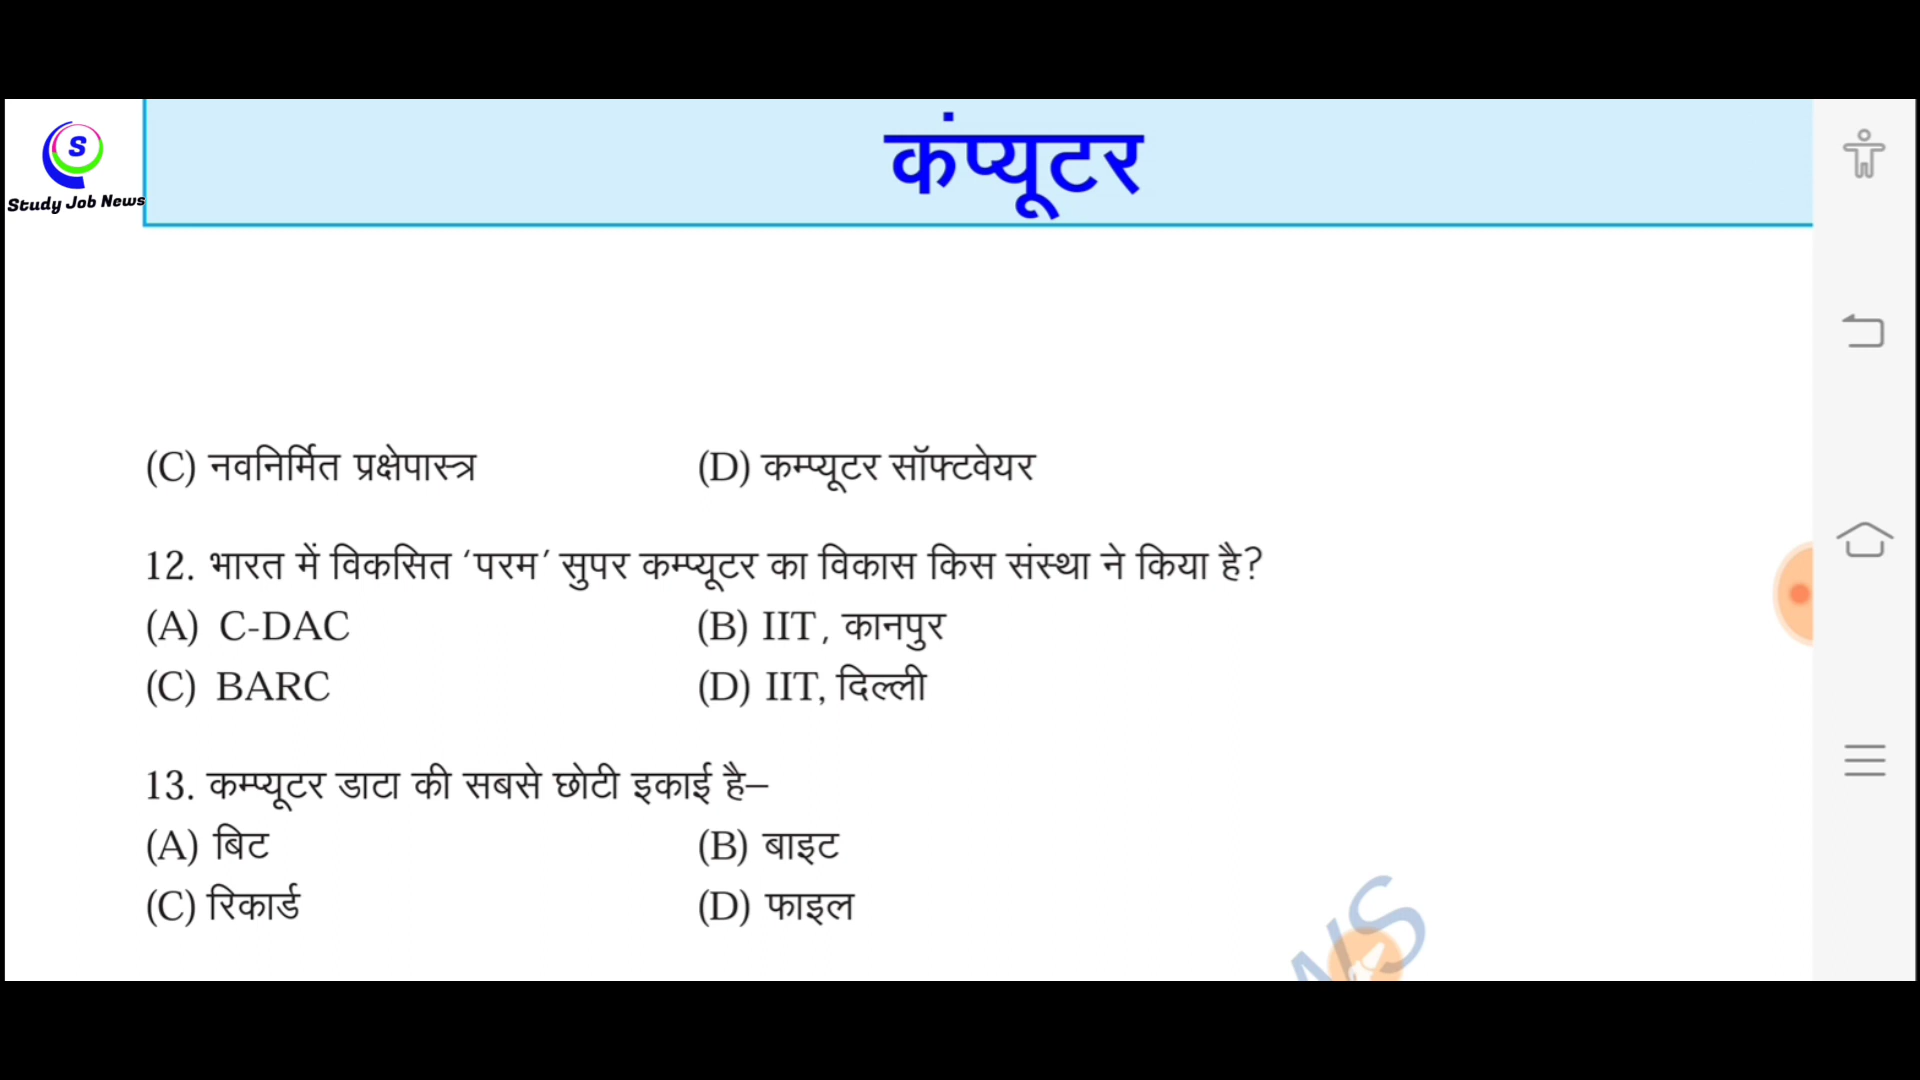 S
Study Job News
कंप्यूटर
(C) नवनिर्मित प्रक्षेपास्त्र (D) कम्प्यूटर सॉफ्टवेयर
12. भारत में विकसित ‘परम’ सुपर कम्प्यूटर का विकास किस संस्था ने किया है?
(A) C-DAC (B) IIT, कानपुर
(C) BARC (D) IIT, दिल्ली
13. कम्प्यूटर डाटा की सबसे छोटी इकाई है–
(A) बिट (B) बाइट
(C) रिकार्ड (D) फाइल